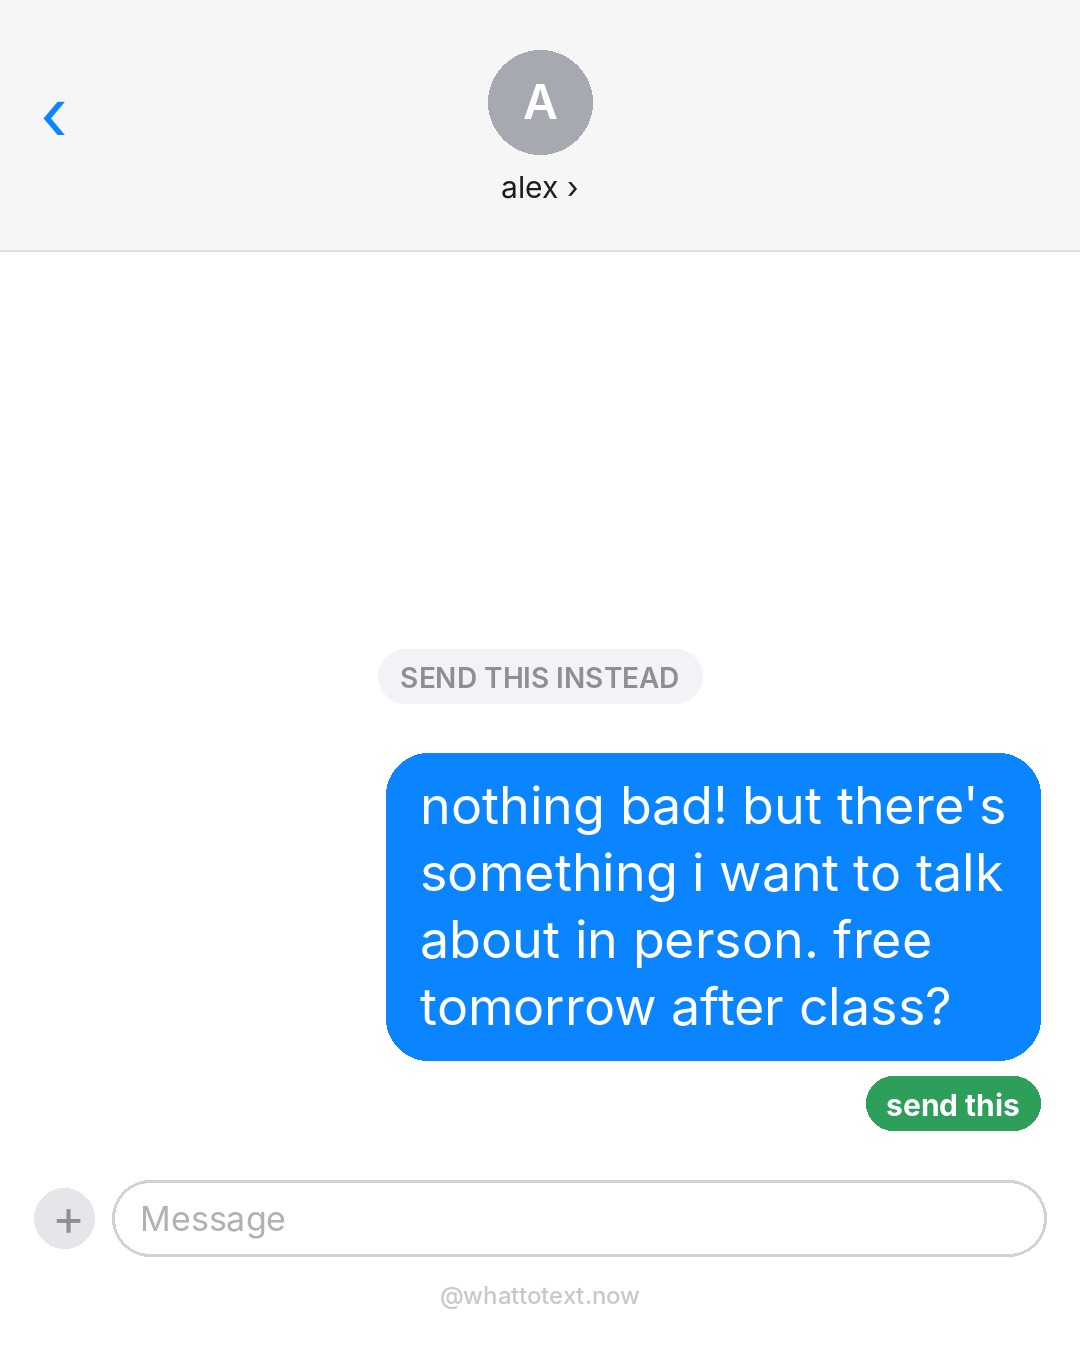 ‹
A
alex ›
SEND THIS INSTEAD
nothing bad! but there's
something i want to talk
about in person. free
tomorrow after class?
send this
+
Message
@whattotext.now